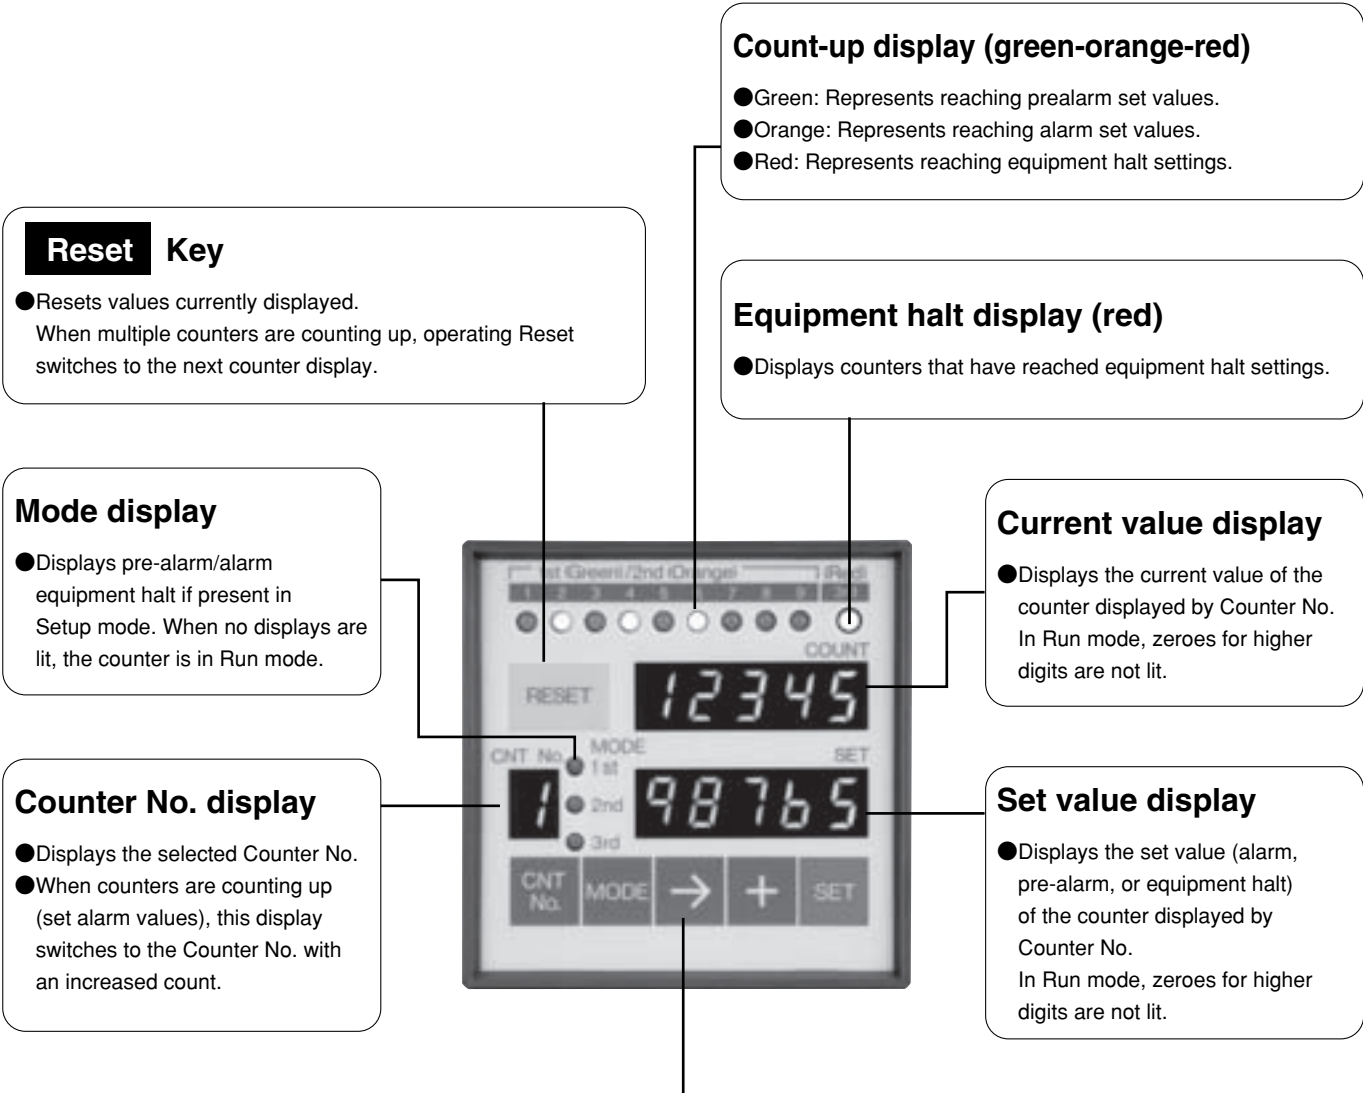 Count-up display (green-orange-red)
●Green: Represents reaching prealarm set values.
●Orange: Represents reaching alarm set values.
●Red: Represents reaching equipment halt settings.
Reset Key
●Resets values currently displayed.
When multiple counters are counting up, operating Reset
switches to the next counter display.
Equipment halt display (red)
●Displays counters that have reached equipment halt settings.
Mode display
●Displays pre-alarm/alarm
equipment halt if present in
Setup mode. When no displays are
lit, the counter is in Run mode.
Current value display
●Displays the current value of the
counter displayed by Counter No.
In Run mode, zeroes for higher
digits are not lit.
Counter No. display
●Displays the selected Counter No.
●When counters are counting up
(set alarm values), this display
switches to the Counter No. with
an increased count.
Set value display
●Displays the set value (alarm,
pre-alarm, or equipment halt)
of the counter displayed by
Counter No.
In Run mode, zeroes for higher
digits are not lit.
1st (Green) /2nd (Orange) (Red)
1 2 3 4 5 6 7 8 9
COUNT
RESET
12345
CNT No.
MODE
1st
SET
1
2nd
98765
3rd
CNT No.
MODE
→
+
SET